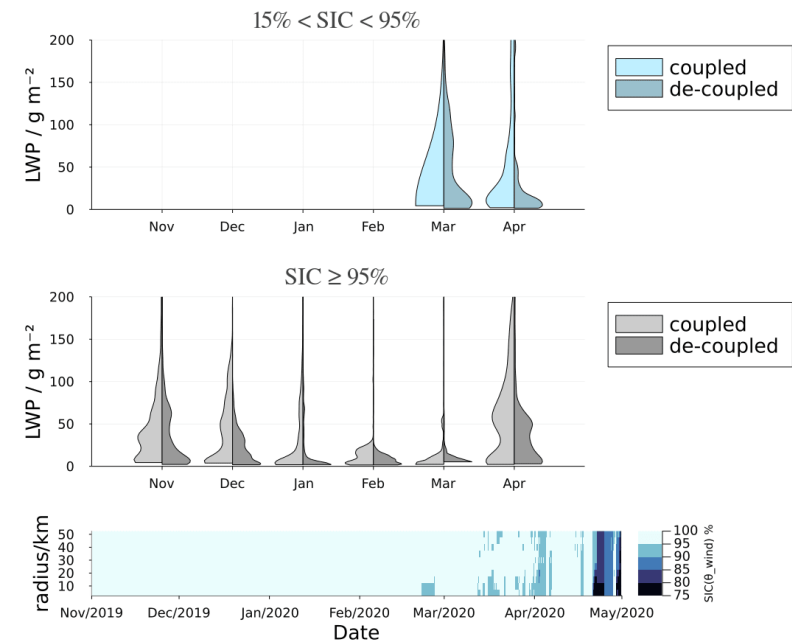 15% < SIC < 95%
LWP / g m⁻²
200
150
100
50
0
Nov Dec Jan Feb Mar Apr
coupled
de-coupled
SIC ≥ 95%
LWP / g m⁻²
200
150
100
50
0
Nov Dec Jan Feb Mar Apr
coupled
de-coupled
radius/km
50
40
30
20
10
Nov/2019 Dec/2019 Jan/2020 Feb/2020 Mar/2020 Apr/2020 May/2020
Date
100
95
90
85
80
75
SIC(θ_wind) %